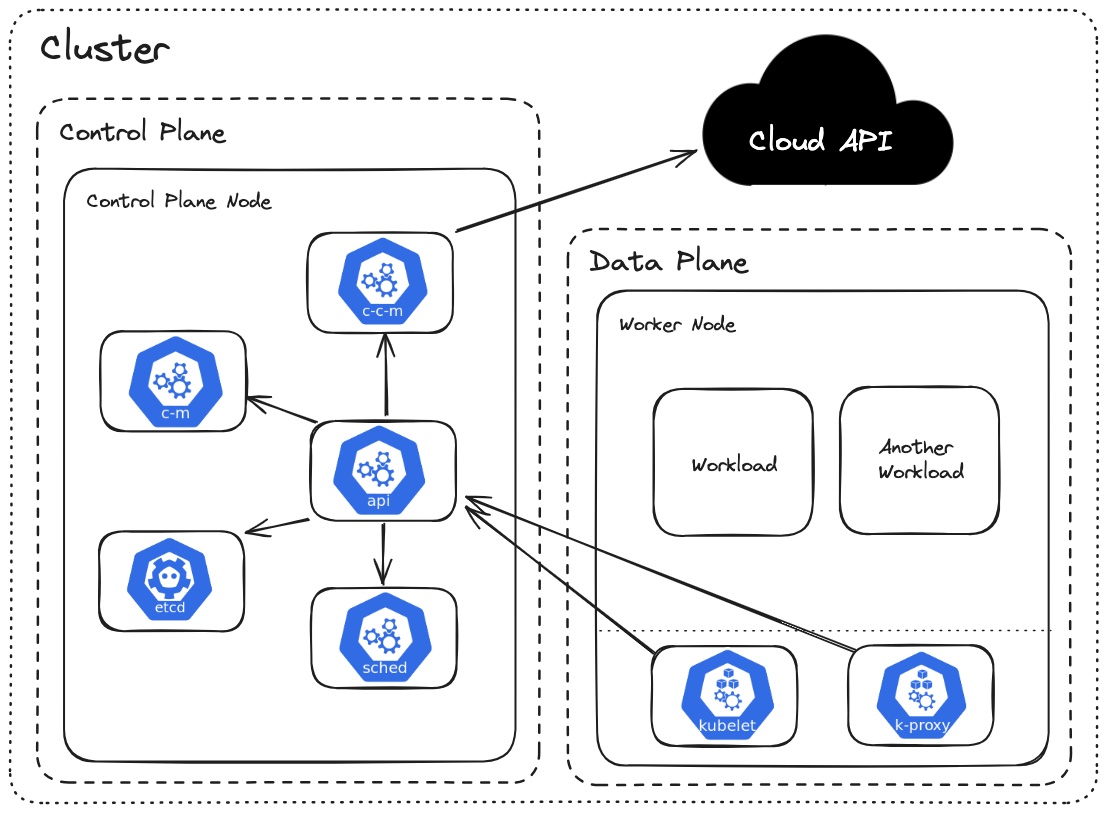 Cluster
Control Plane
Control Plane Node
c-c-m
c-m
api
etcd
sched
Cloud API
Data Plane
Worker Node
Workload
Another
Workload
kubelet
k-proxy